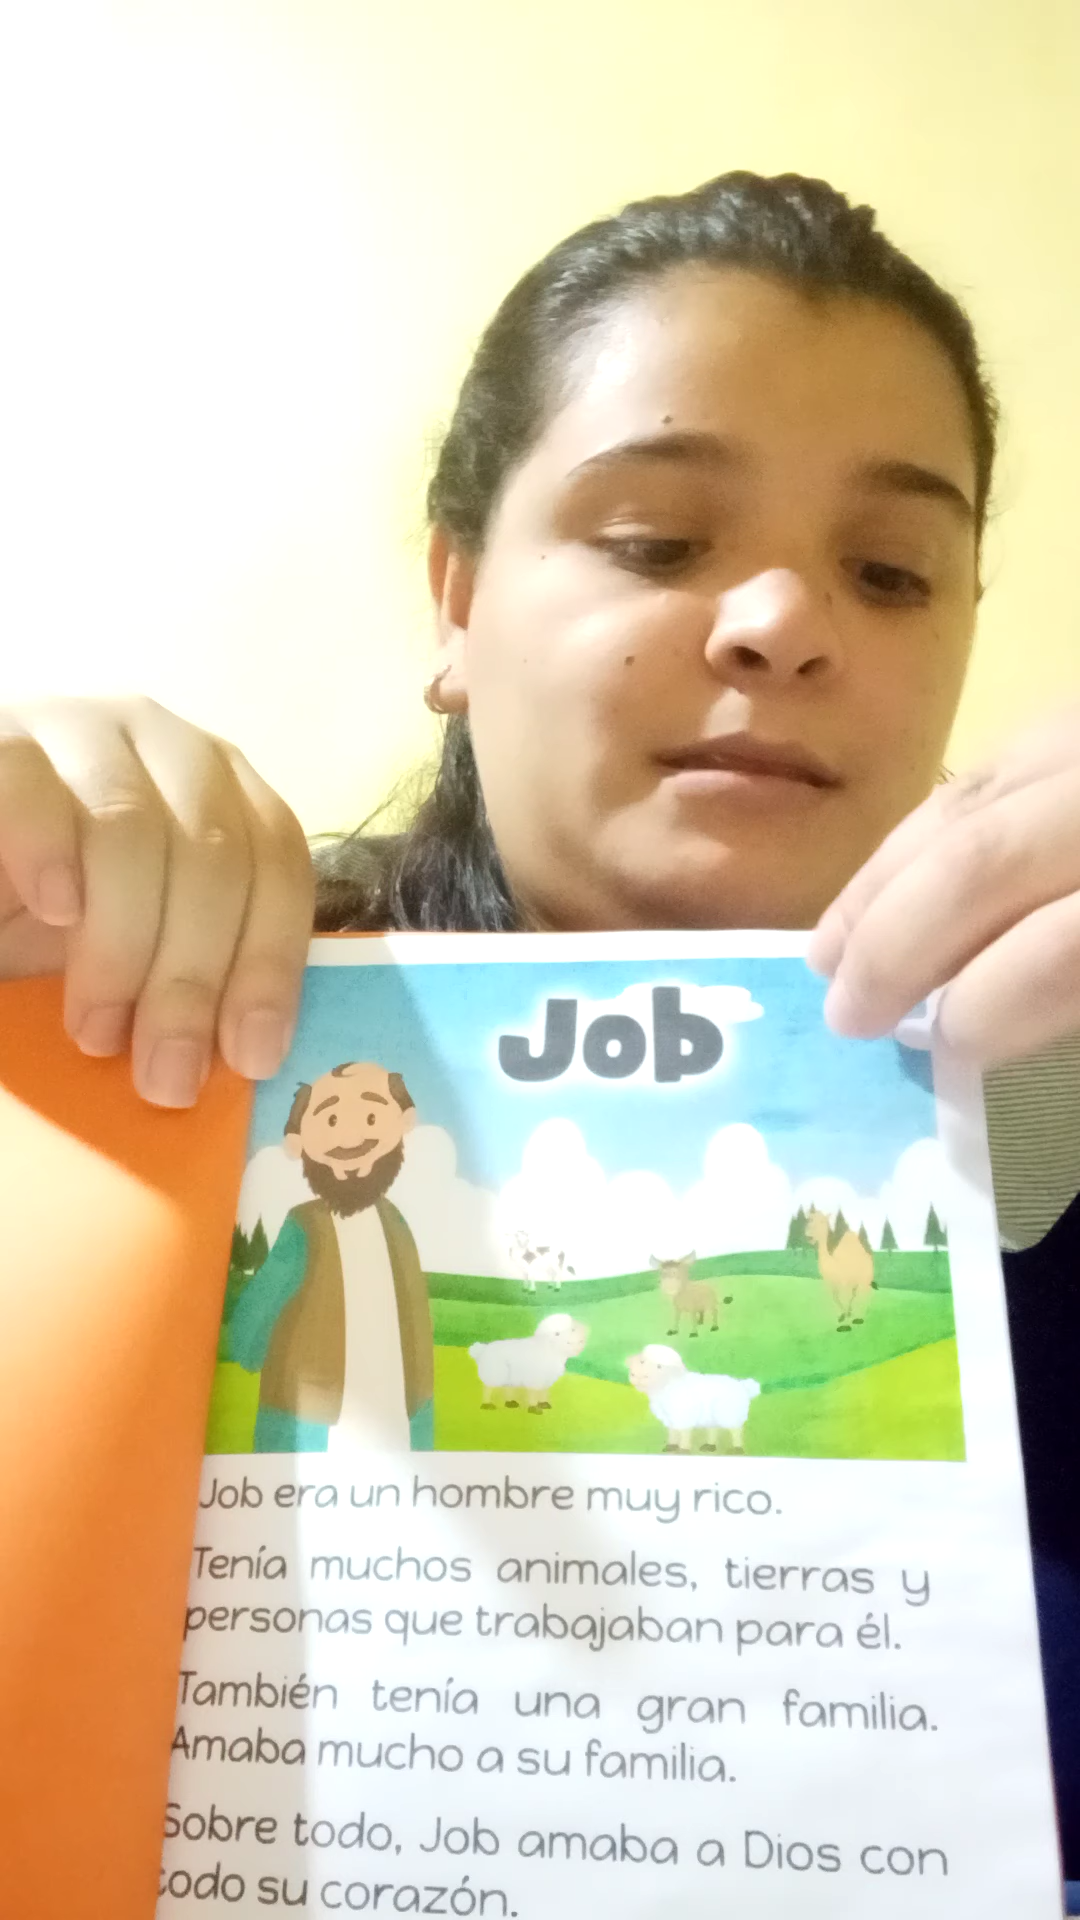 Job
Job era un hombre muy rico.
Tenía muchos animales, tierras y
personas que trabajaban para él.
También tenía una gran familia.
Amaba mucho a su familia.
Sobre todo, Job amaba a Dios con
todo su corazón.